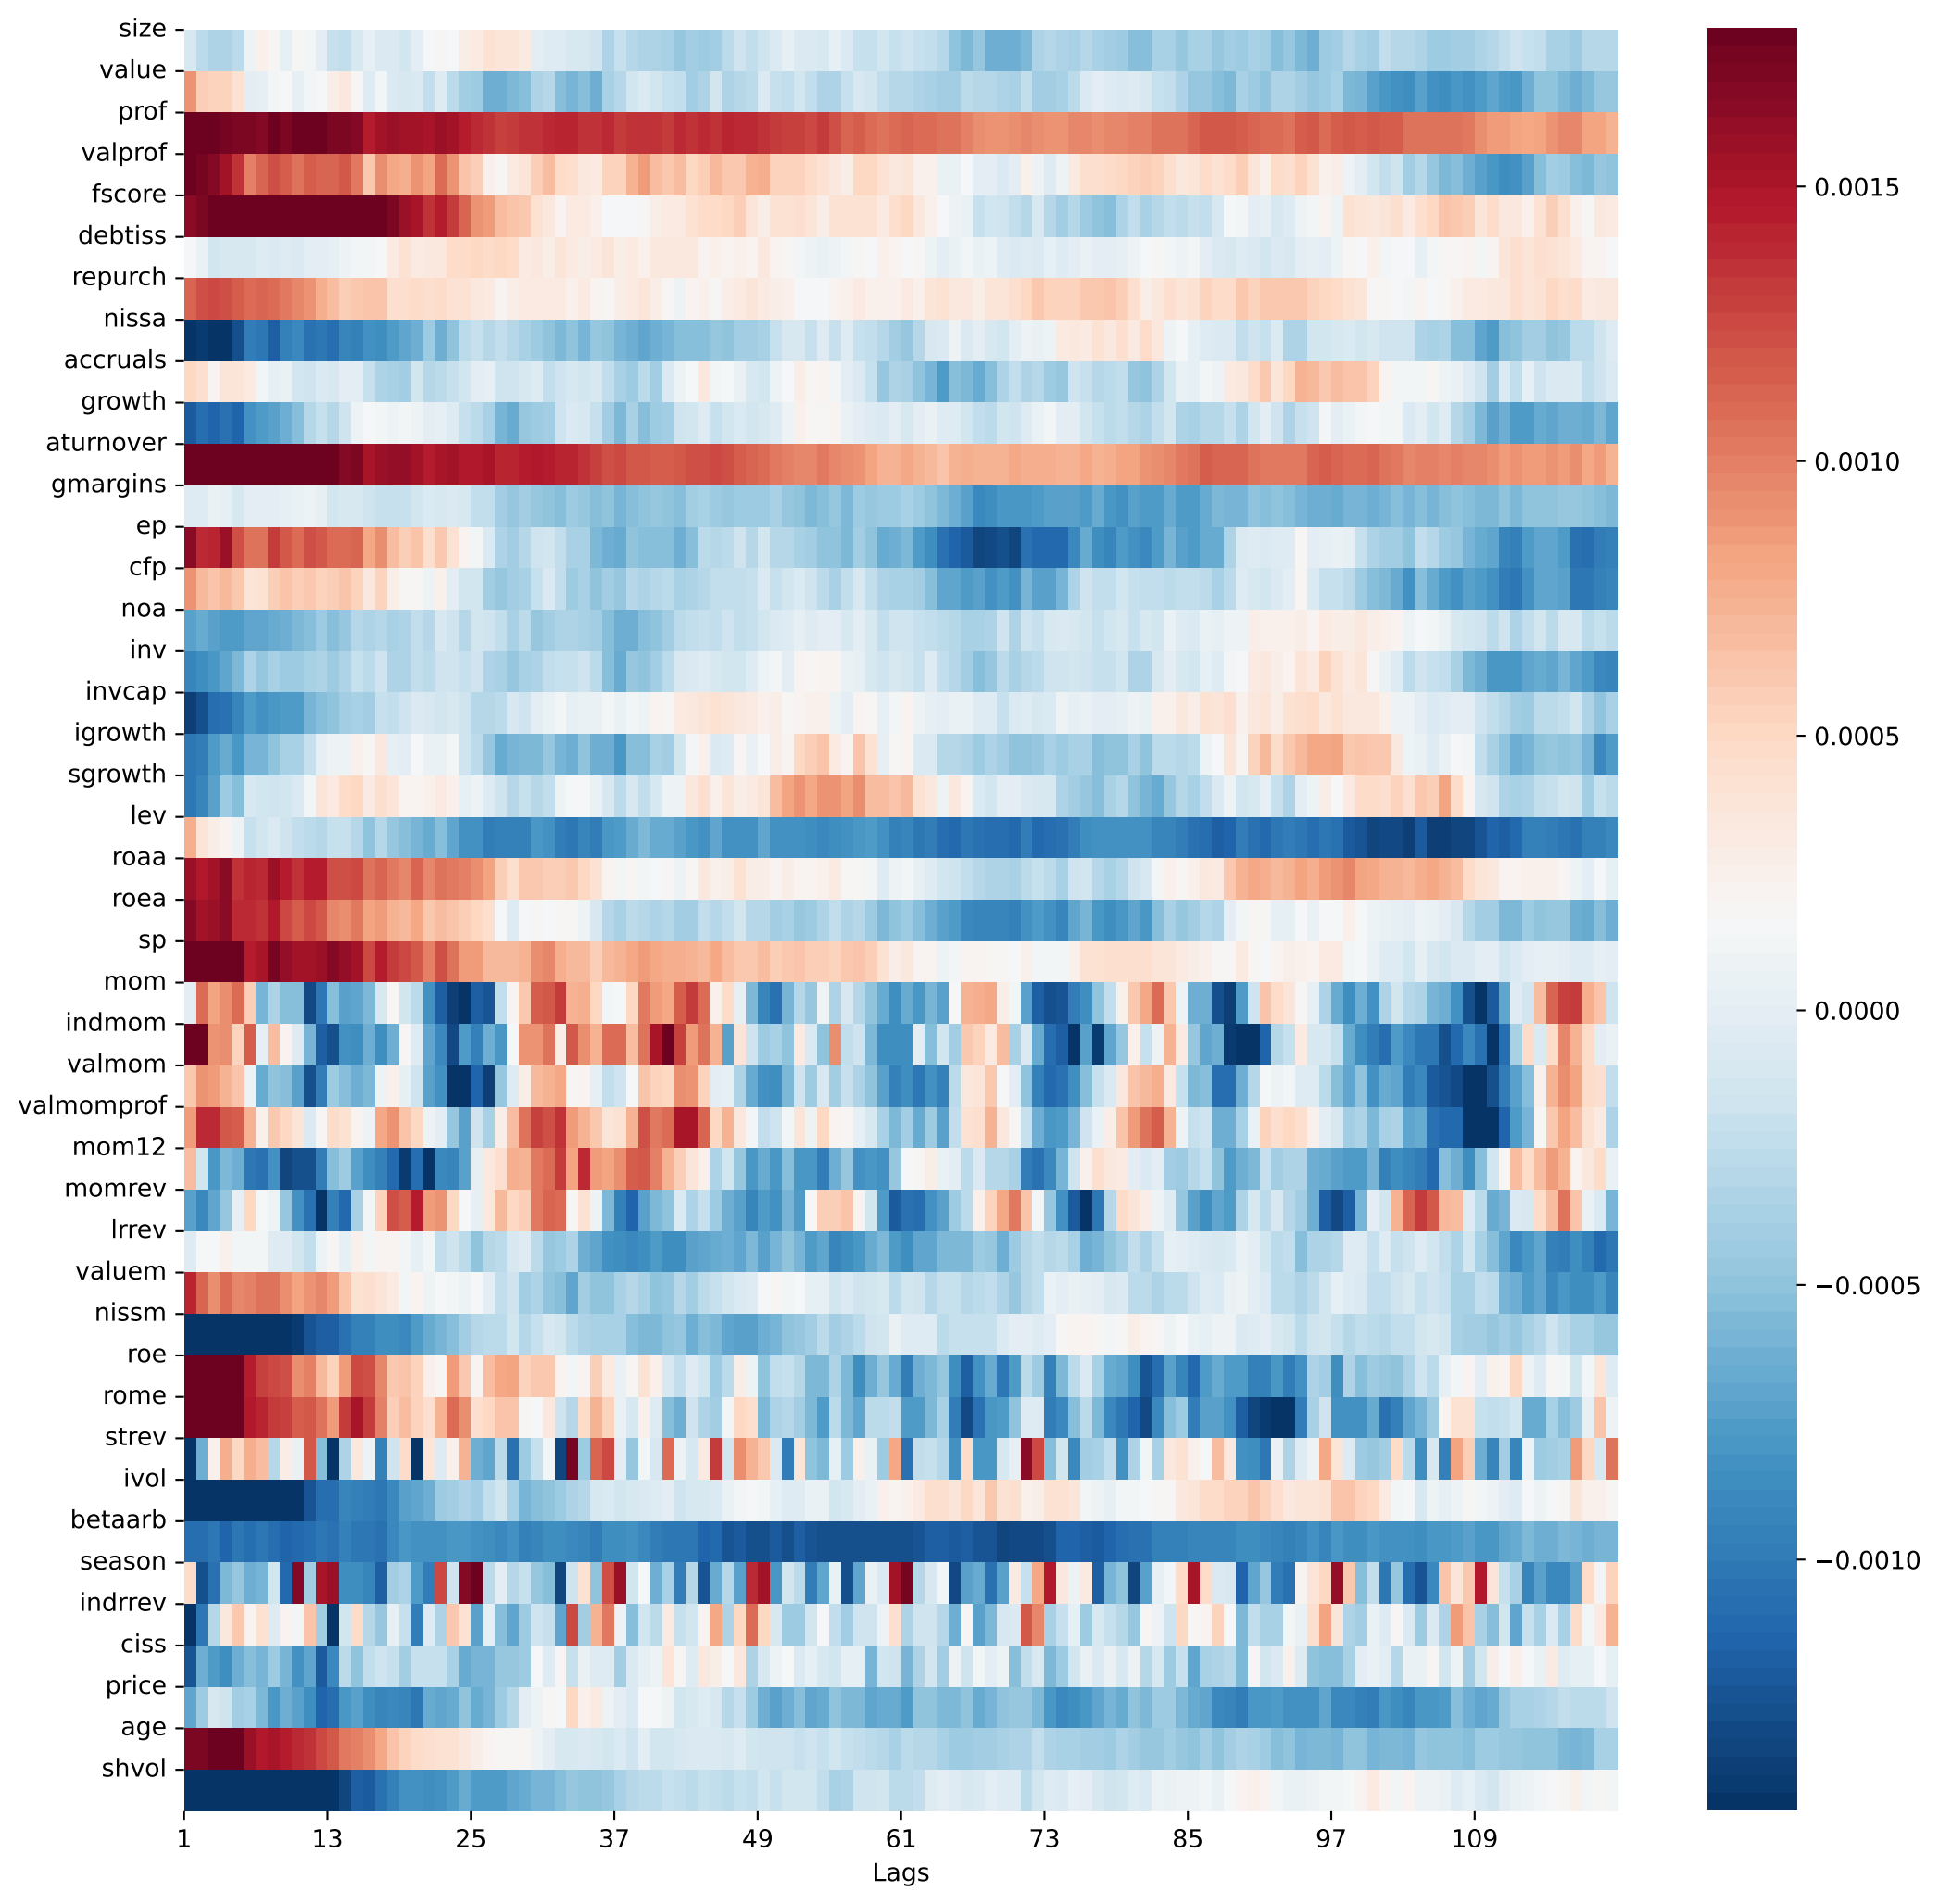 size
value
prof
valprof
fscore
debtiss
repurch
nissa
accruals
growth
aturnover
gmargins
ep
cfp
noa
inv
invcap
igrowth
sgrowth
lev
roaa
roea
sp
mom
indmom
valmom
valmomprof
mom12
momrev
lrrev
valuem
nissm
roe
rome
strev
ivol
betaarb
season
indrrev
ciss
price
age
shvol
1 13 25 37 49 61 73 85 97 109
Lags
0.0015
0.0010
0.0005
0.0000
−0.0005
−0.0010